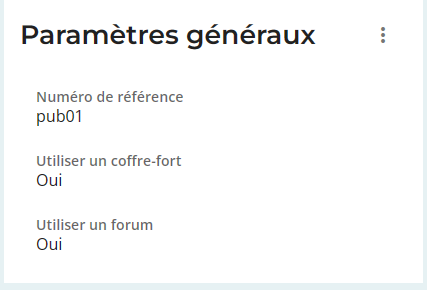 Paramètres généraux
Numéro de référence
pub01
Utiliser un coffre-fort
Oui
Utiliser un forum
Oui